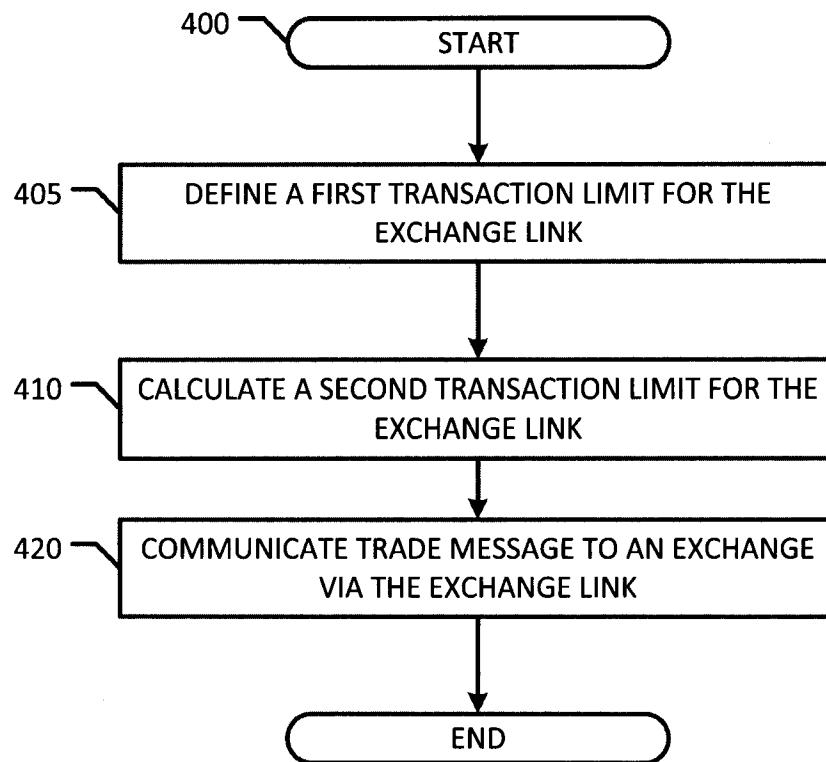 400
START
405
DEFINE A FIRST TRANSACTION LIMIT FOR THE
EXCHANGE LINK
410
CALCULATE A SECOND TRANSACTION LIMIT FOR THE
EXCHANGE LINK
420
COMMUNICATE TRADE MESSAGE TO AN EXCHANGE
VIA THE EXCHANGE LINK
END